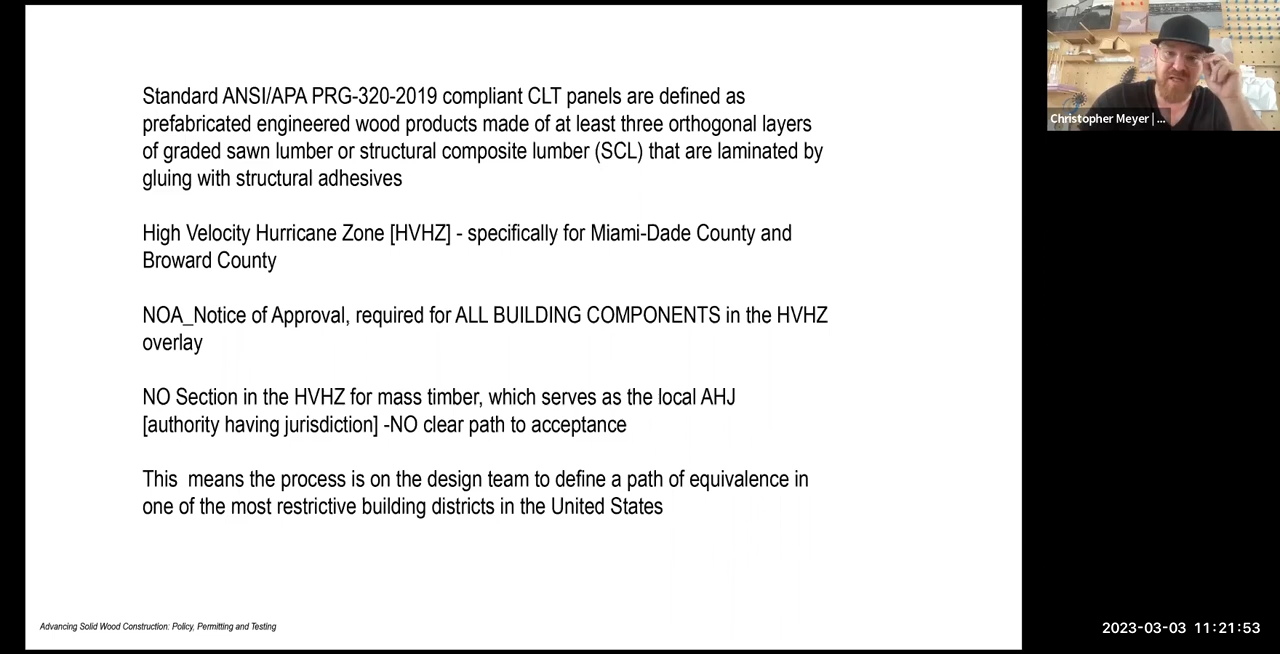 Standard ANSI/APA PRG-320-2019 compliant CLT panels are defined as
prefabricated engineered wood products made of at least three orthogonal layers
of graded sawn lumber or structural composite lumber (SCL) that are laminated by
gluing with structural adhesives
High Velocity Hurricane Zone [HVHZ] - specifically for Miami-Dade County and
Broward County
NOA_Notice of Approval, required for ALL BUILDING COMPONENTS in the HVHZ
overlay
NO Section in the HVHZ for mass timber, which serves as the local AHJ
[authority having jurisdiction] -NO clear path to acceptance
This  means the process is on the design team to define a path of equivalence in
one of the most restrictive building districts in the United States
Advancing Solid Wood Construction: Policy, Permitting and Testing
Christopher Meyer | ...
2023-03-03 11:21:53